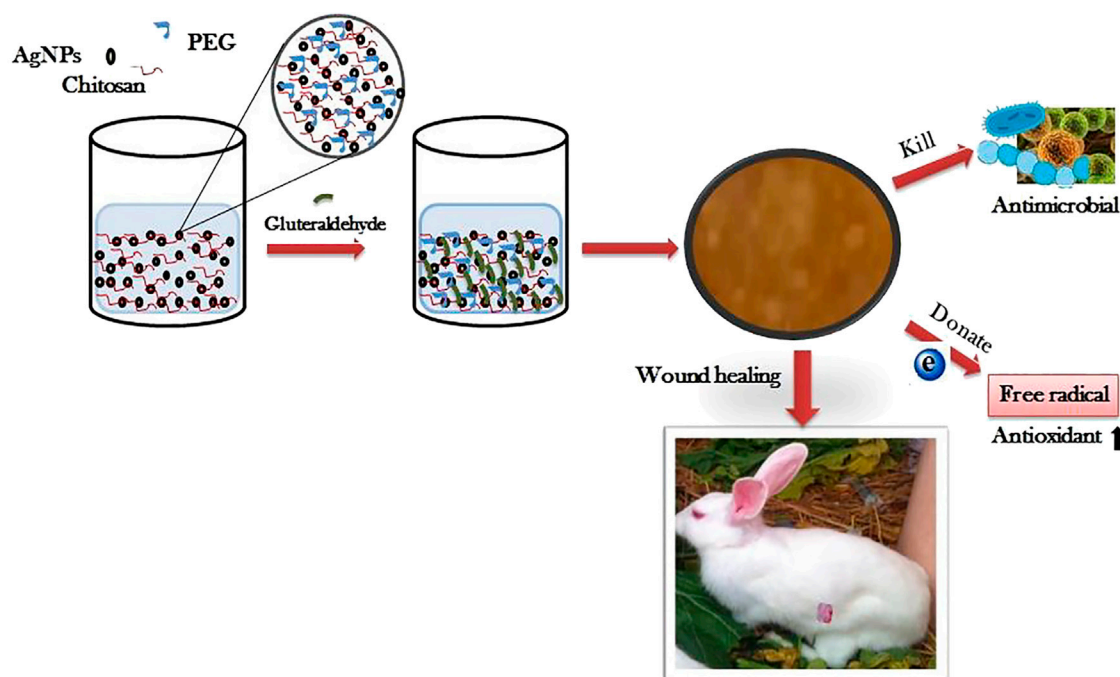 PEG
AgNPs
Chitosan
Gluteraldehyde
Kill
Antimicrobial
Donate
e
Wound healing
Free radical
Antioxidant